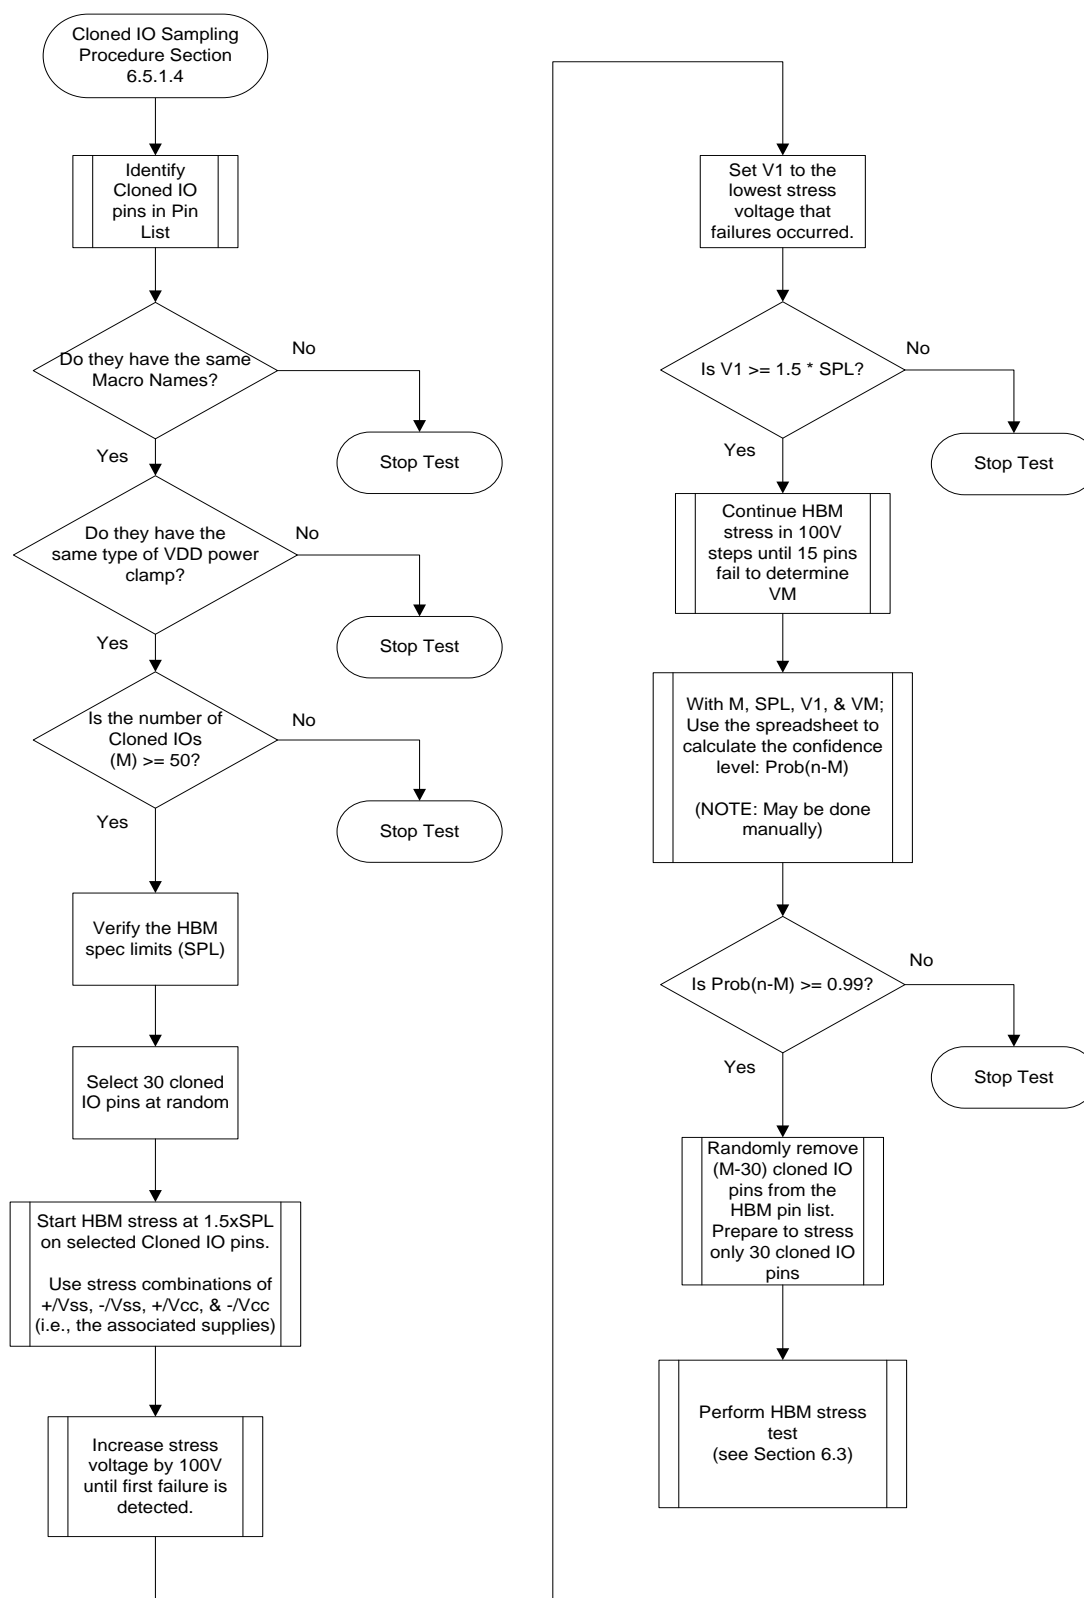 Cloned IO Sampling
Procedure Section
6.5.1.4
Identify
Cloned IO
pins in Pin
List
Do they have the same
Macro Names?
No
Stop Test
Yes
Do they have the
same type of VDD power
clamp?
No
Stop Test
Yes
Is the number of
Cloned IOs
(M) >= 50?
No
Stop Test
Yes
Verify the HBM
spec limits (SPL)
Select 30 cloned
IO pins at random
Start HBM stress at 1.5xSPL
on selected Cloned IO pins.
Use stress combinations of
+/Vss, -/Vss, +/Vcc, & -/Vcc
(i.e., the associated supplies)
Increase stress
voltage by 100V
until first failure is
detected.
Set V1 to the
lowest stress
voltage that
failures occurred.
Is V1 >= 1.5 * SPL?
No
Stop Test
Yes
Continue HBM
stress in 100V
steps until 15 pins
fail to determine
VM
With M, SPL, V1, & VM;
Use the spreadsheet to
calculate the confidence
level: Prob(n-M)
(NOTE: May be done
manually)
Is Prob(n-M) >= 0.99?
No
Stop Test
Yes
Randomly remove
(M-30) cloned IO
pins from the
HBM pin list.
Prepare to stress
only 30 cloned IO
pins
Perform HBM stress
test
(see Section 6.3)